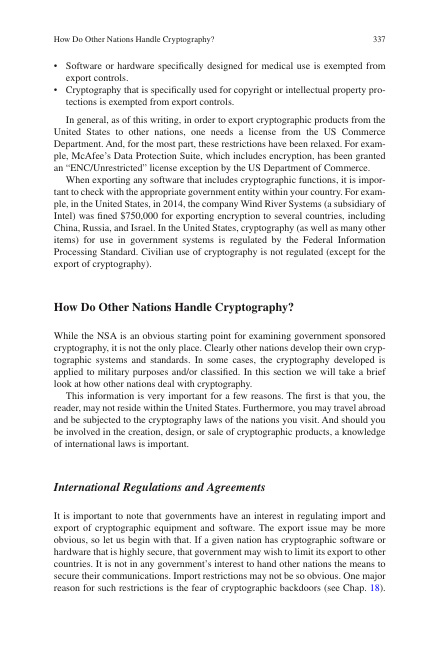 How Do Other Nations Handle Cryptography? 337
• Software or hardware specifically designed for medical use is exempted from
export controls.
• Cryptography that is specifically used for copyright or intellectual property pro-
tections is exempted from export controls.
In general, as of this writing, in order to export cryptographic products from the
United States to other nations, one needs a license from the US Commerce
Department. And, for the most part, these restrictions have been relaxed. For exam-
ple, McAfee's Data Protection Suite, which includes encryption, has been granted
an “ENC/Unrestricted” license exception by the US Department of Commerce.
When exporting any software that includes cryptographic functions, it is impor-
tant to check with the appropriate government entity within your country. For exam-
ple, in the United States, in 2014, the company Wind River Systems (a subsidiary of
Intel) was fined $750,000 for exporting encryption to several countries, including
China, Russia, and Israel. In the United States, cryptography (as well as many other
items) for use in government systems is regulated by the Federal Information
Processing Standard. Civilian use of cryptography is not regulated (except for the
export of cryptography).
How Do Other Nations Handle Cryptography?
While the NSA is an obvious starting point for examining government sponsored
cryptography, it is not the only place. Clearly other nations develop their own cryp-
tographic systems and standards. In some cases, the cryptography developed is
applied to military purposes and/or classified. In this section we will take a brief
look at how other nations deal with cryptography.
This information is very important for a few reasons. The first is that you, the
reader, may not reside within the United States. Furthermore, you may travel abroad
and be subjected to the cryptography laws of the nations you visit. And should you
be involved in the creation, design, or sale of cryptographic products, a knowledge
of international laws is important.
International Regulations and Agreements
It is important to note that governments have an interest in regulating import and
export of cryptographic equipment and software. The export issue may be more
obvious, so let us begin with that. If a given nation has cryptographic software or
hardware that is highly secure, that government may wish to limit its export to other
countries. It is not in any government's interest to hand other nations the means to
secure their communications. Import restrictions may not be so obvious. One major
reason for such restrictions is the fear of cryptographic backdoors (see Chap. 18).